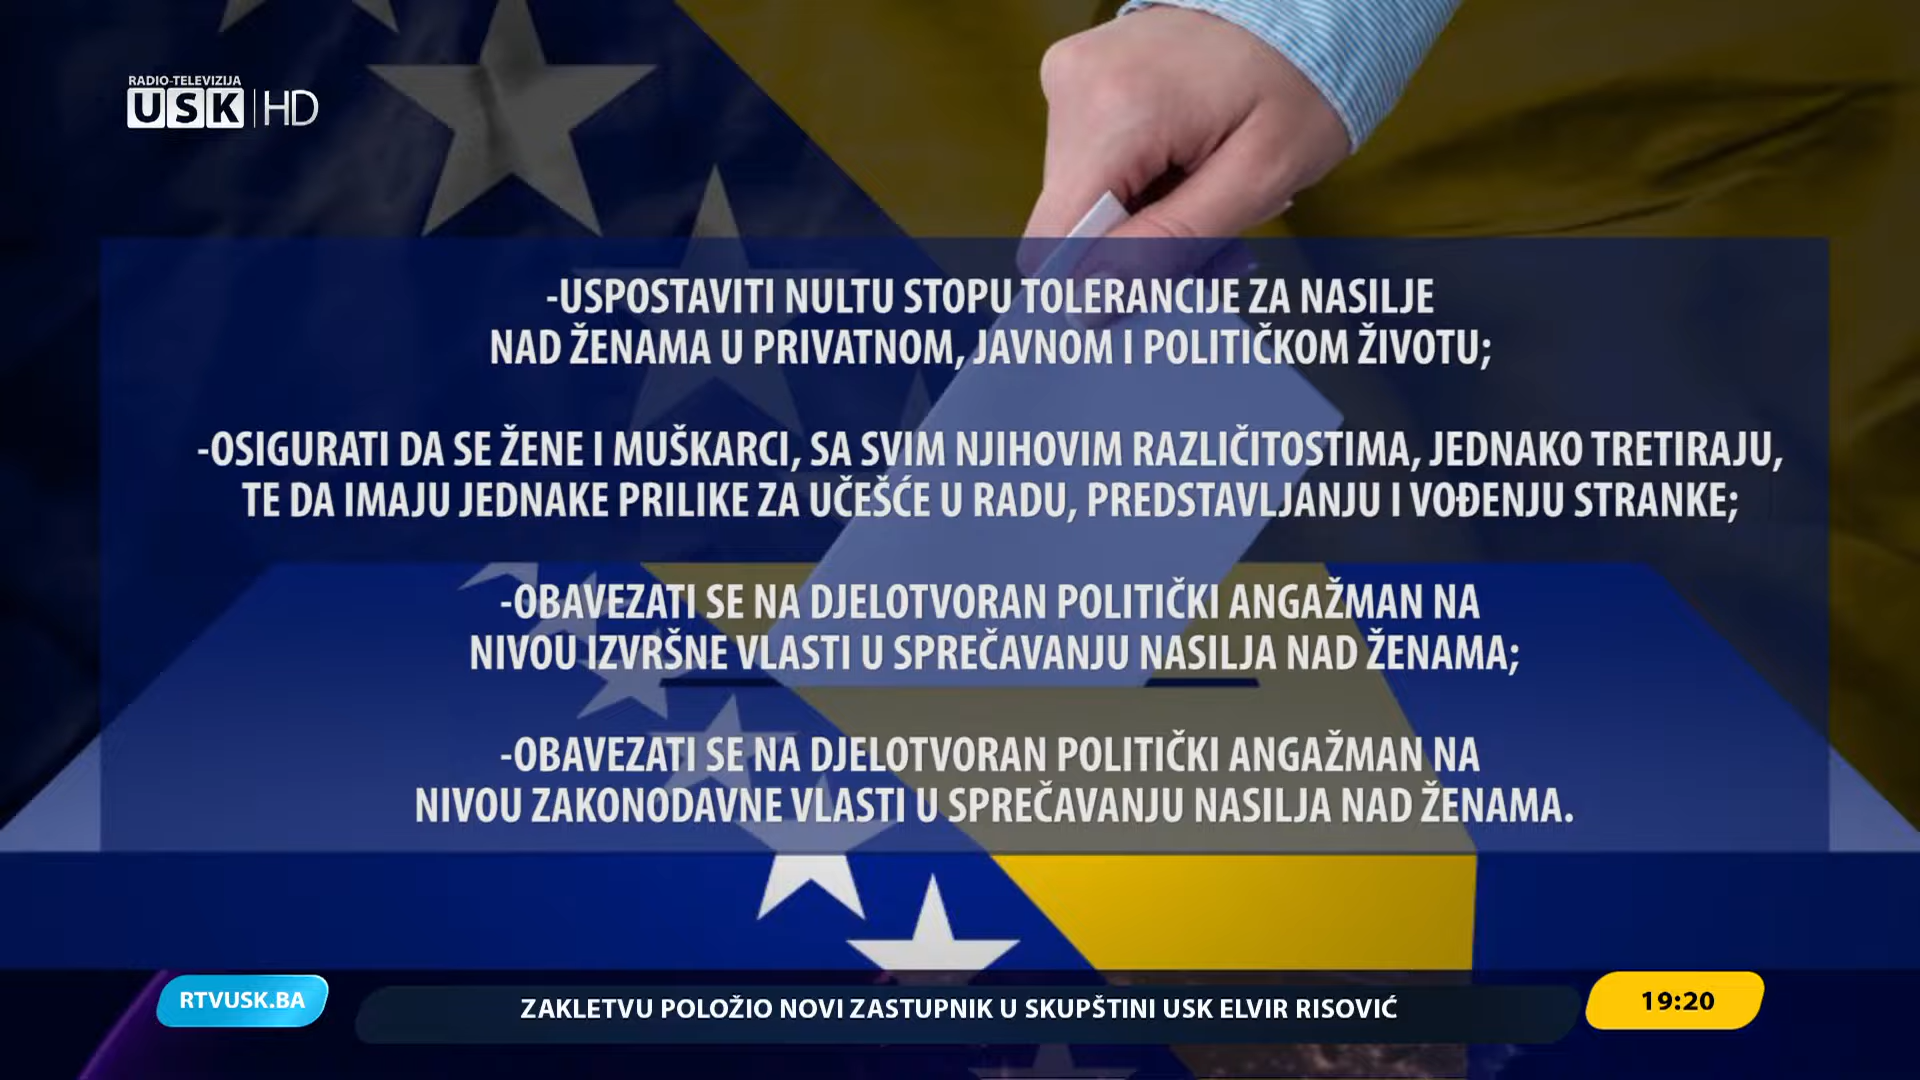 RADIO-TELEVIZIJA
USK HD
-USPOSTAVITI NULTU STOPU TOLERANCIJE ZA NASILJE
NAD ŽENAMA U PRIVATNOM, JAVNOM I POLITIČKOM ŽIVOTU;
-OSIGURATI DA SE ŽENE I MUŠKARCI, SA SVIM NJIHOVIM RAZLIČITOSTIMA, JEDNAKO TRETIRAJU,
TE DA IMAJU JEDNAKE PRILIKE ZA UČEŠĆE U RADU, PREDSTAVLJANJU I VOĐENJU STRANKE;
-OBAVEZATI SE NA DJELOTVORAN POLITIČKI ANGAŽMAN NA
NIVOU IZVRŠNE VLASTI U SPREČAVANJU NASILJA NAD ŽENAMA;
-OBAVEZATI SE NA DJELOTVORAN POLITIČKI ANGAŽMAN NA
NIVOU ZAKONODAVNE VLASTI U SPREČAVANJU NASILJA NAD ŽENAMA.
RTVUSK.BA
ZAKLETVU POLOŽIO NOVI ZASTUPNIK U SKUPŠTINI USK ELVIR RISOVIĆ
19:20